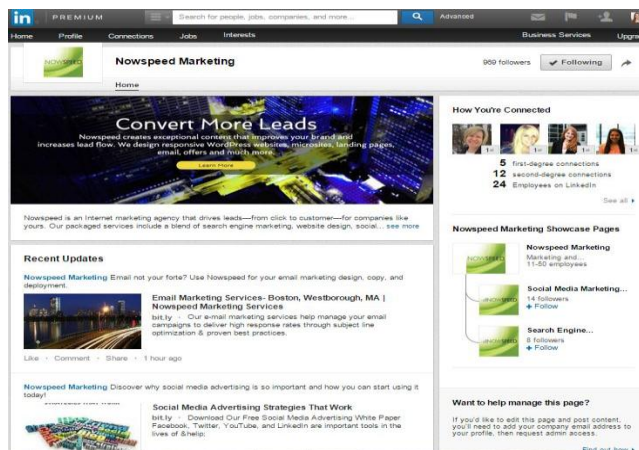 in PREMIUM Search for people, jobs, companies, and more... Advanced
Home Profile Connections Jobs Interests Business Services Upgra
NOWSPEED
Nowspeed Marketing 969 followers Following
Home
Convert More Leads
Nowspeed creates exceptional content that improves your brand and
increases lead flow. We design responsive WordPress websites, microsites, landing pages,
email, offers and much more.
Learn More
Nowspeed is an Internet marketing agency that drives leads—from click to customer—for companies like
yours. Our packaged services include a blend of search engine marketing, website design, social... see more
Recent Updates
Nowspeed Marketing Email not your forte? Use Nowspeed for your email marketing design, copy, and
deployment.
Email Marketing Services- Boston, Westborough, MA |
Nowspeed Marketing Services
bit.ly · Our e-mail marketing services help manage your email
campaigns to deliver high response rates through subject line
optimization & proven best practices.
Like · Comment · Share · 1 hour ago
Nowspeed Marketing Discover why social media advertising is so important and how you can start using it
today!
Social Media Advertising Strategies That Work
bit.ly · Download Our Free Social Media Advertising White Paper
Facebook, Twitter, YouTube, and LinkedIn are important tools in the
lives of &help;
How You're Connected
1st 1st 1st 1st
5 first-degree connections
12 second-degree connections
24 Employees on LinkedIn
See all
Nowspeed Marketing Showcase Pages
NOWSPEED
Nowspeed Marketing
Marketing and...
11-50 employees
NOWSPEED
Social Media Marketing...
14 followers
+ Follow
NOWSPEED
Search Engine...
8 followers
+ Follow
Want to help manage this page?
If you'd like to edit this page and post content,
you'll need to add your company email address to
your profile, then request admin access.
Find out how